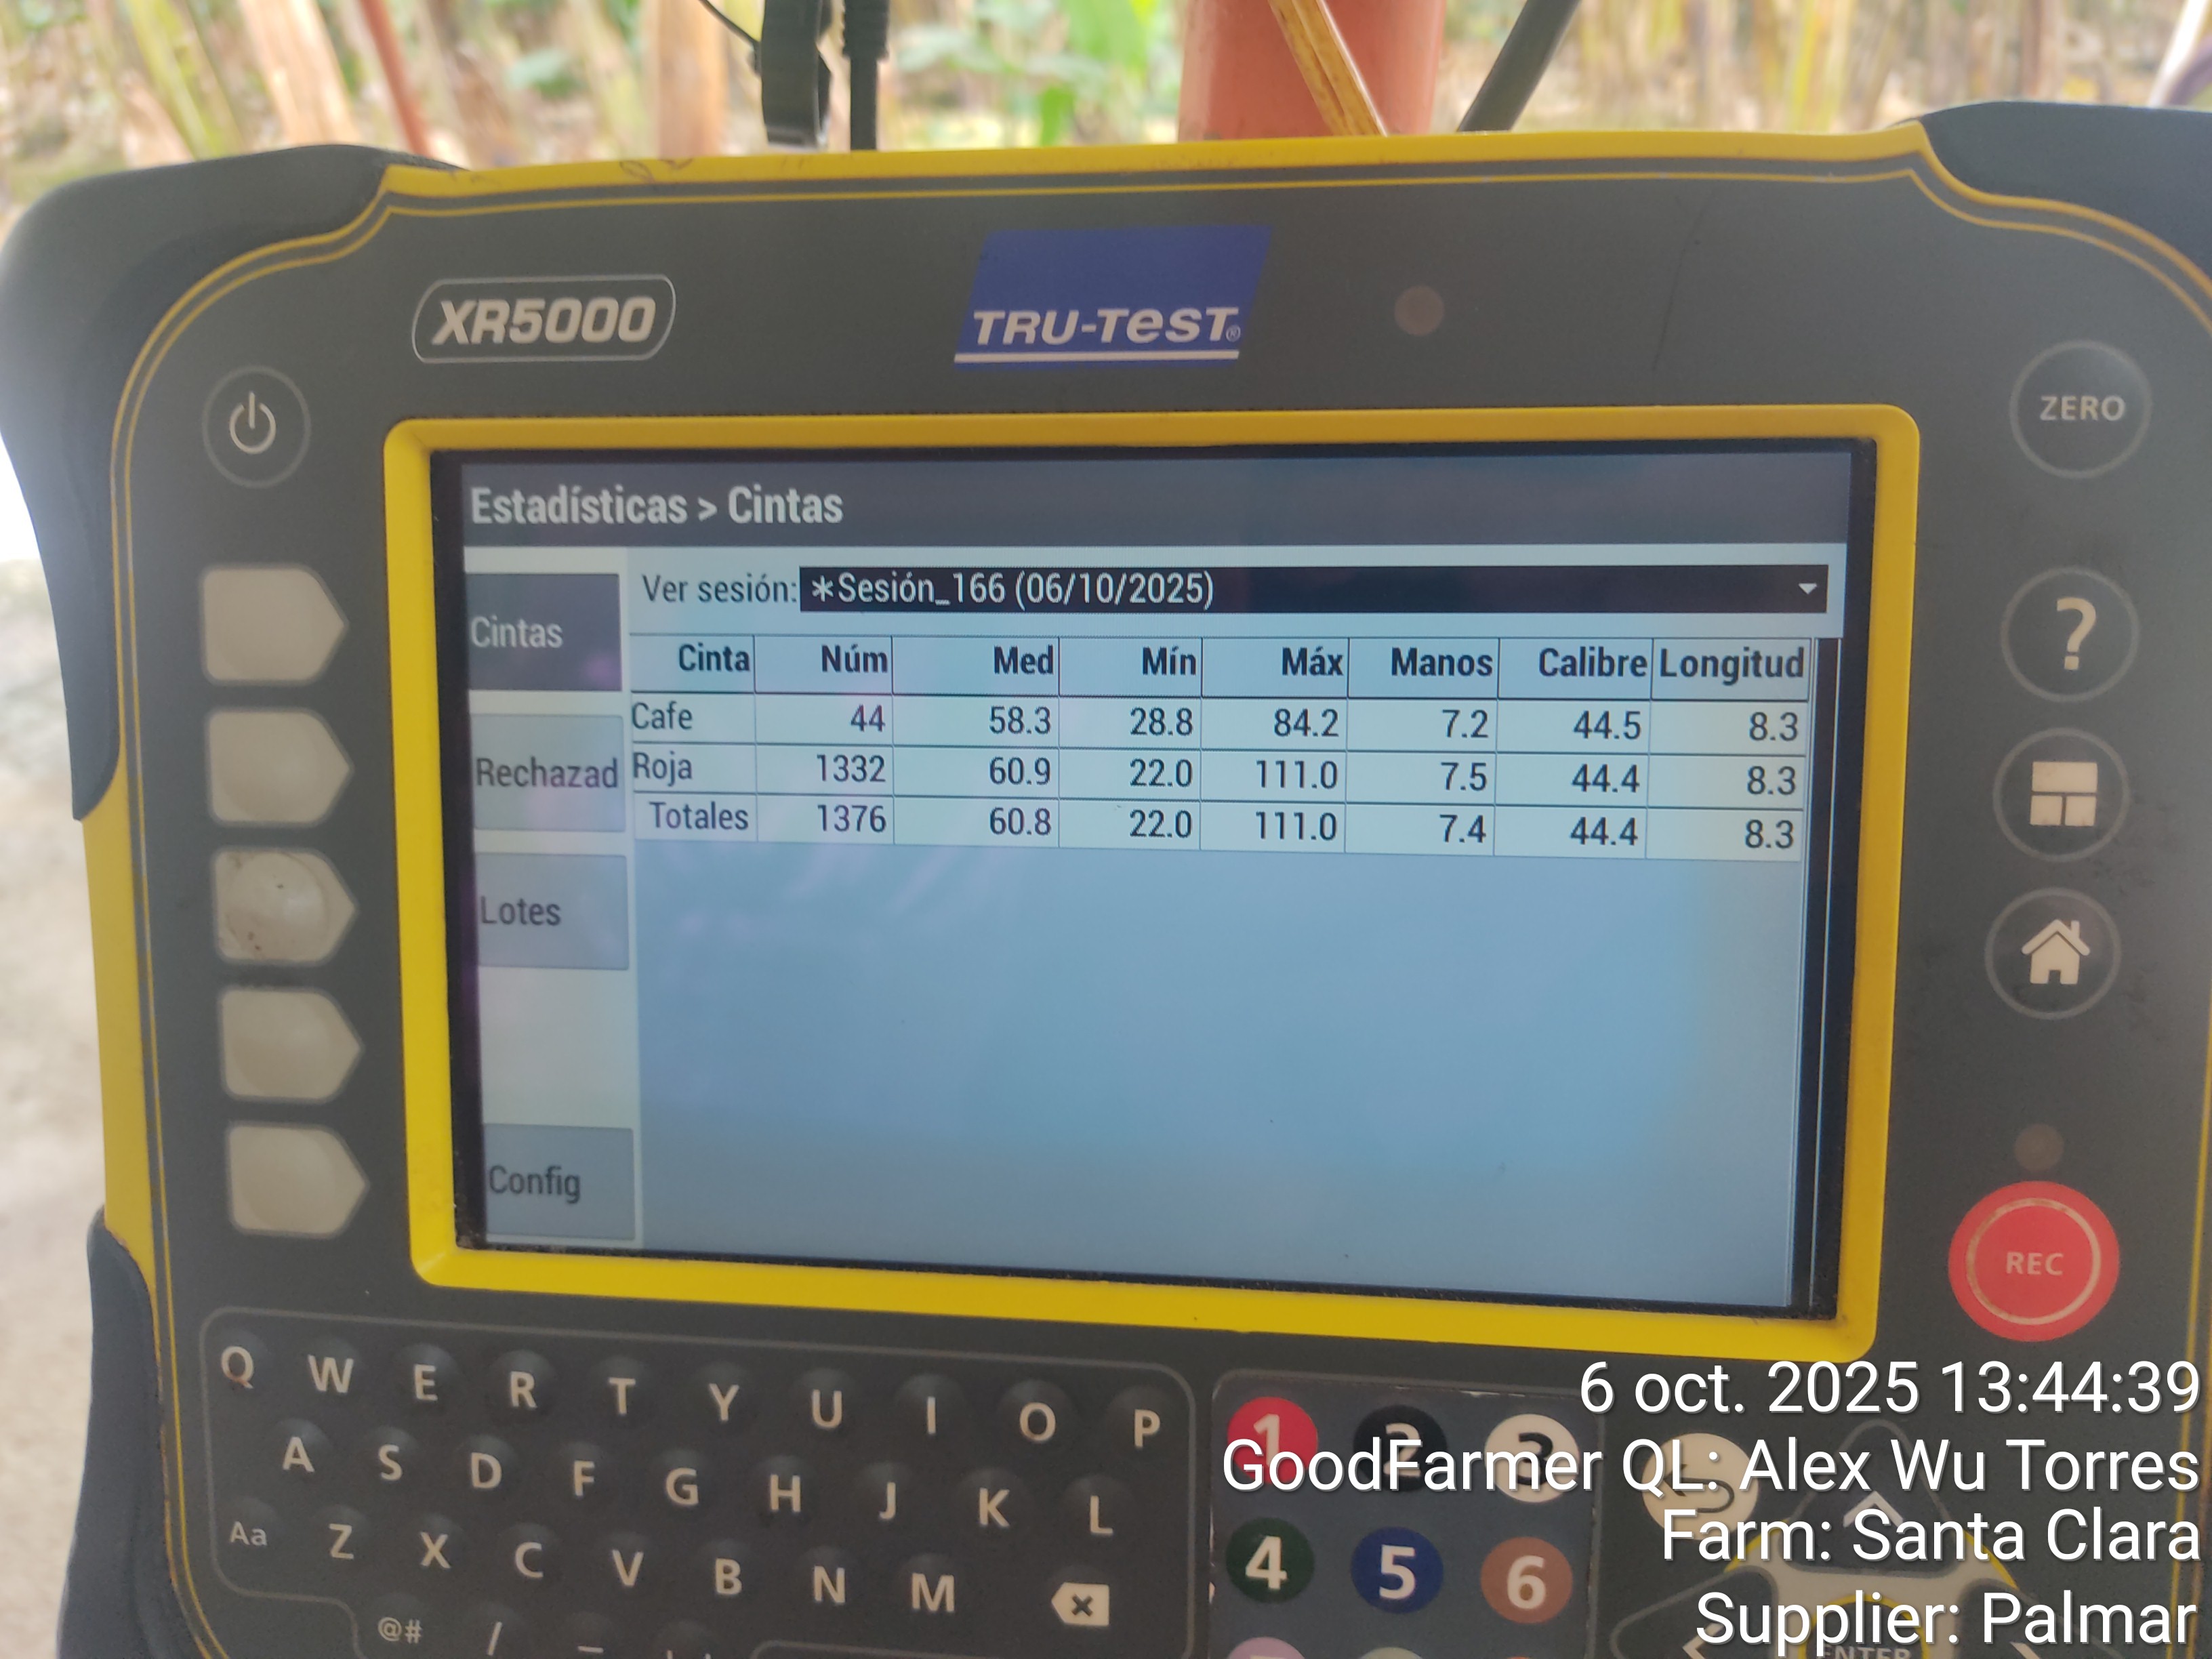 XR5000
TRU-TEST®
ZERO
?
Estadísticas > Cintas
Cintas
Rechazad
Lotes
Config
Ver sesión: *Sesión_166 (06/10/2025)
Cinta Núm Med Mín Máx Manos Calibre Longitud
Cafe 44 58.3 28.8 84.2 7.2 44.5 8.3
Roja 1332 60.9 22.0 111.0 7.5 44.4 8.3
Totales 1376 60.8 22.0 111.0 7.4 44.4 8.3
REC
Q W E R T Y U I O P
A S D F G H J K L
Aa Z X C V B N M
@# / _
1 2 3
4 5 6
ENTER
6 oct. 2025 13:44:39
GoodFarmer QL: Alex Wu Torres
Farm: Santa Clara
Supplier: Palmar